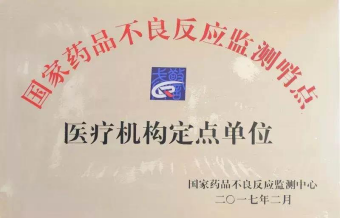 国家药品不良反应监测哨点
医疗机构定点单位
国家药品不良反应监测中心
二〇一七年二月